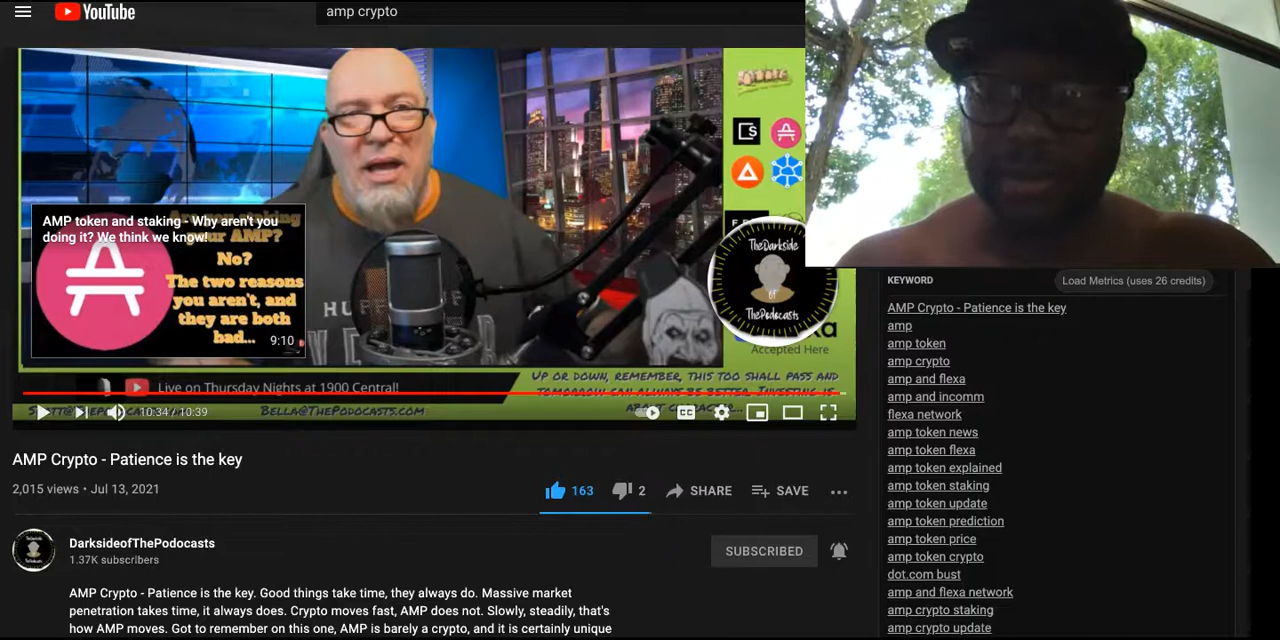 YouTube
amp crypto
AMP token and staking - Why aren't you
doing it? We think we know!
your AMP?
No?
The two reasons
you aren't, and
they are both
bad...
9:10
TheDarkside
OF
ThePodocasts
Accepted Here
Live on Thursday Nights at 1900 Central!
UP OR DOWN, REMEMBER, THIS TOO SHALL PASS AND
TOMORROW CAN ALWAYS BE BETTER. INVESTING IS
ABOUT CHARACTER...
10:34 / 10:39
BELLA@THEPODOCASTS.COM
CC
AMP Crypto - Patience is the key
2,015 views • Jul 13, 2021
163
2
SHARE
SAVE
DarksideofThePodocasts
1.37K subscribers
SUBSCRIBED
AMP Crypto - Patience is the key. Good things take time, they always do. Massive market
penetration takes time, it always does. Crypto moves fast, AMP does not. Slowly, steadily, that's
how AMP moves. Got to remember on this one, AMP is barely a crypto, and it is certainly unique
KEYWORD
Load Metrics (uses 26 credits)
AMP Crypto - Patience is the key
amp
amp token
amp crypto
amp and flexa
amp and incomm
flexa network
amp token news
amp token flexa
amp token explained
amp token staking
amp token update
amp token prediction
amp token price
amp token crypto
dot.com bust
amp and flexa network
amp crypto staking
amp crypto update